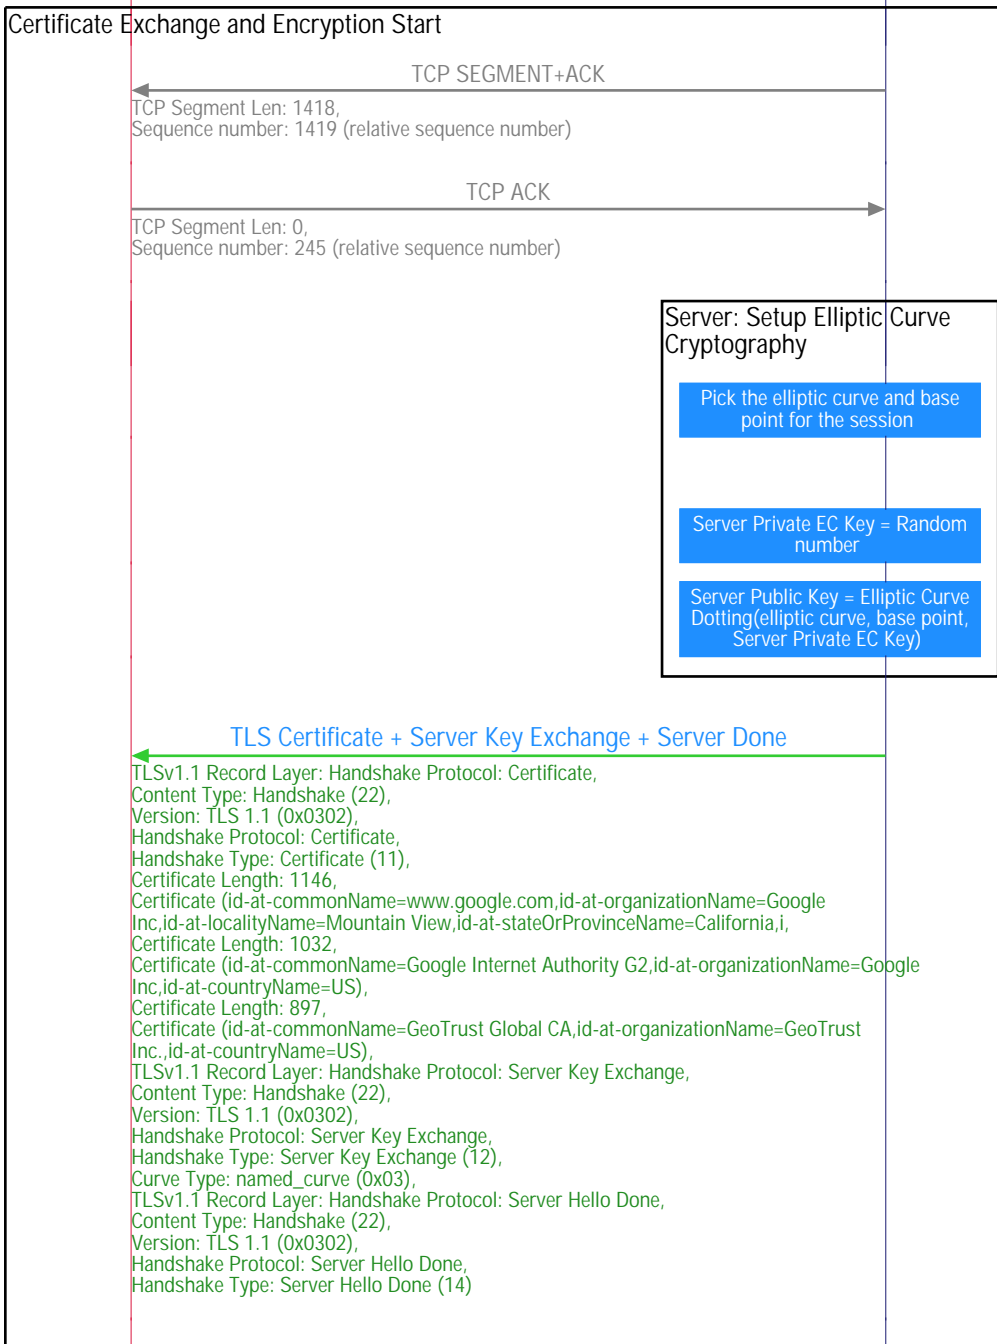 Certificate Exchange and Encryption Start
TCP SEGMENT+ACK
TCP Segment Len: 1418,
Sequence number: 1419 (relative sequence number)
TCP ACK
TCP Segment Len: 0,
Sequence number: 245 (relative sequence number)
Server: Setup Elliptic Curve
Cryptography
Pick the elliptic curve and base
point for the session
Server Private EC Key = Random
number
Server Public Key = Elliptic Curve
Dotting(elliptic curve, base point,
Server Private EC Key)
TLS Certificate + Server Key Exchange + Server Done
TLSv1.1 Record Layer: Handshake Protocol: Certificate,
Content Type: Handshake (22),
Version: TLS 1.1 (0x0302),
Handshake Protocol: Certificate,
Handshake Type: Certificate (11),
Certificate Length: 1146,
Certificate (id-at-commonName=www.google.com,id-at-organizationName=Google
Inc,id-at-localityName=Mountain View,id-at-stateOrProvinceName=California,i,
Certificate Length: 1032,
Certificate (id-at-commonName=Google Internet Authority G2,id-at-organizationName=Google
Inc,id-at-countryName=US),
Certificate Length: 897,
Certificate (id-at-commonName=GeoTrust Global CA,id-at-organizationName=GeoTrust
Inc.,id-at-countryName=US),
TLSv1.1 Record Layer: Handshake Protocol: Server Key Exchange,
Content Type: Handshake (22),
Version: TLS 1.1 (0x0302),
Handshake Protocol: Server Key Exchange,
Handshake Type: Server Key Exchange (12),
Curve Type: named_curve (0x03),
TLSv1.1 Record Layer: Handshake Protocol: Server Hello Done,
Content Type: Handshake (22),
Version: TLS 1.1 (0x0302),
Handshake Protocol: Server Hello Done,
Handshake Type: Server Hello Done (14)